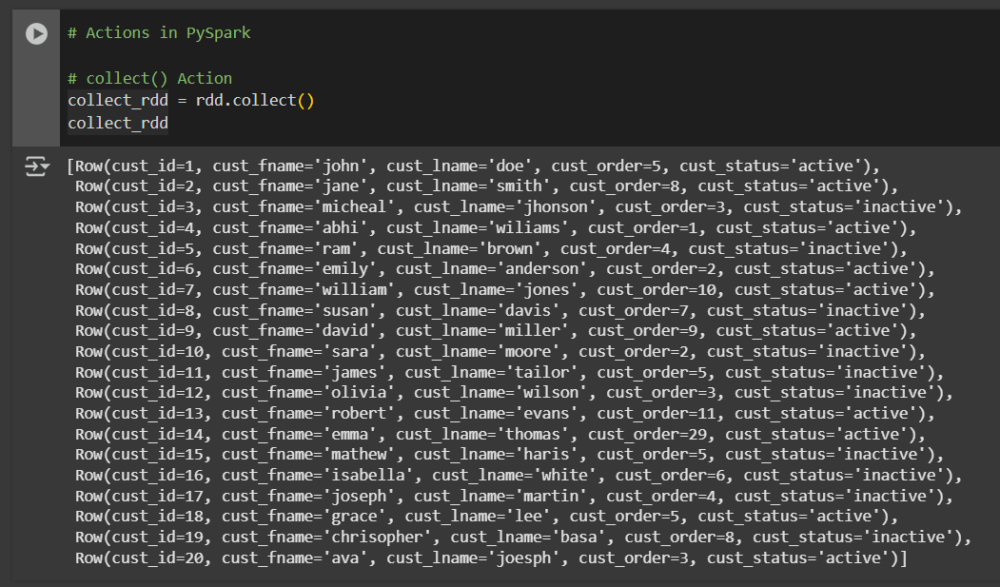 # Actions in PySpark
# collect() Action
collect_rdd = rdd.collect()
collect_rdd
[Row(cust_id=1, cust_fname='john', cust_lname='doe', cust_order=5, cust_status='active'),
Row(cust_id=2, cust_fname='jane', cust_lname='smith', cust_order=8, cust_status='active'),
Row(cust_id=3, cust_fname='micheal', cust_lname='jhonson', cust_order=3, cust_status='inactive'),
Row(cust_id=4, cust_fname='abhi', cust_lname='wiliams', cust_order=1, cust_status='active'),
Row(cust_id=5, cust_fname='ram', cust_lname='brown', cust_order=4, cust_status='inactive'),
Row(cust_id=6, cust_fname='emily', cust_lname='anderson', cust_order=2, cust_status='active'),
Row(cust_id=7, cust_fname='william', cust_lname='jones', cust_order=10, cust_status='active'),
Row(cust_id=8, cust_fname='susan', cust_lname='davis', cust_order=7, cust_status='inactive'),
Row(cust_id=9, cust_fname='david', cust_lname='miller', cust_order=9, cust_status='active'),
Row(cust_id=10, cust_fname='sara', cust_lname='moore', cust_order=2, cust_status='inactive'),
Row(cust_id=11, cust_fname='james', cust_lname='tailor', cust_order=5, cust_status='inactive'),
Row(cust_id=12, cust_fname='olivia', cust_lname='wilson', cust_order=3, cust_status='inactive'),
Row(cust_id=13, cust_fname='robert', cust_lname='evans', cust_order=11, cust_status='active'),
Row(cust_id=14, cust_fname='emma', cust_lname='thomas', cust_order=29, cust_status='active'),
Row(cust_id=15, cust_fname='mathew', cust_lname='haris', cust_order=5, cust_status='inactive'),
Row(cust_id=16, cust_fname='isabella', cust_lname='white', cust_order=6, cust_status='inactive'),
Row(cust_id=17, cust_fname='joseph', cust_lname='martin', cust_order=4, cust_status='inactive'),
Row(cust_id=18, cust_fname='grace', cust_lname='lee', cust_order=5, cust_status='active'),
Row(cust_id=19, cust_fname='chrisopher', cust_lname='basa', cust_order=8, cust_status='inactive'),
Row(cust_id=20, cust_fname='ava', cust_lname='joesph', cust_order=3, cust_status='active')]